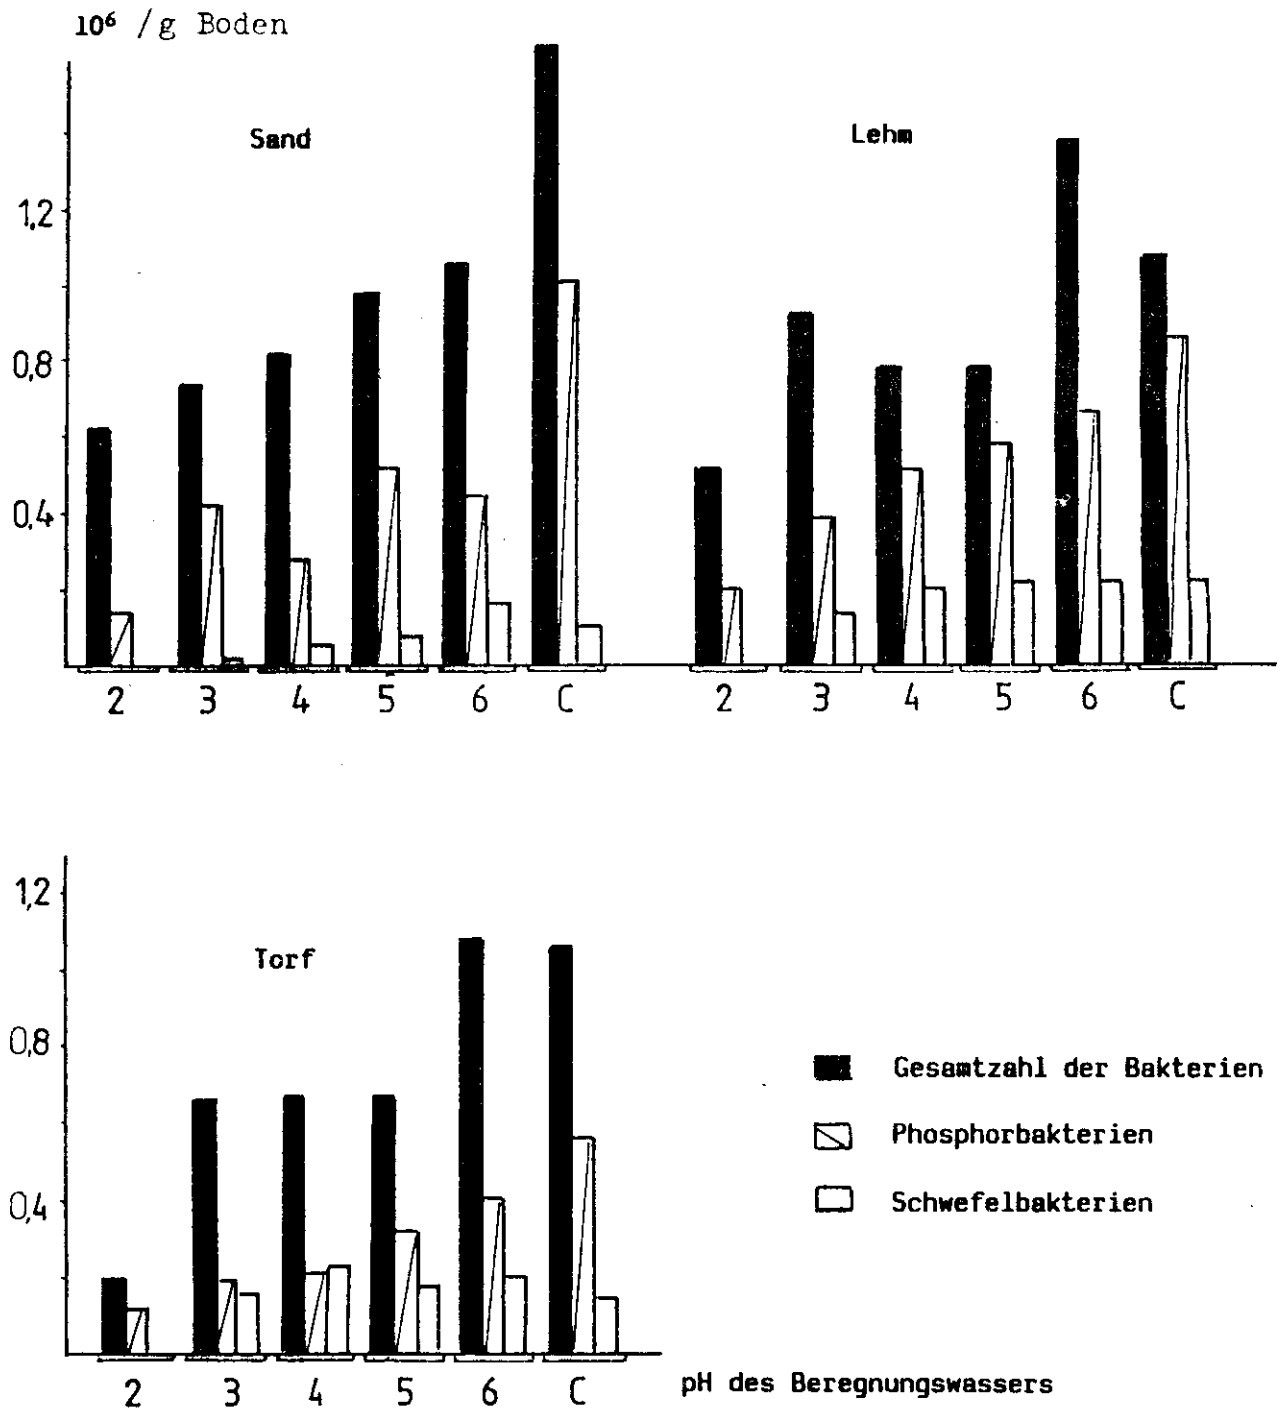 10⁶ /g Boden
Sand
Lehm
1,2
0,8
0,4
2 3 4 5 6 C
2 3 4 5 6 C
1,2
Torf
0,8
0,4
2 3 4 5 6 C
Gesamtzahl der Bakterien
Phosphorbakterien
Schwefelbakterien
pH des Beregnungswassers